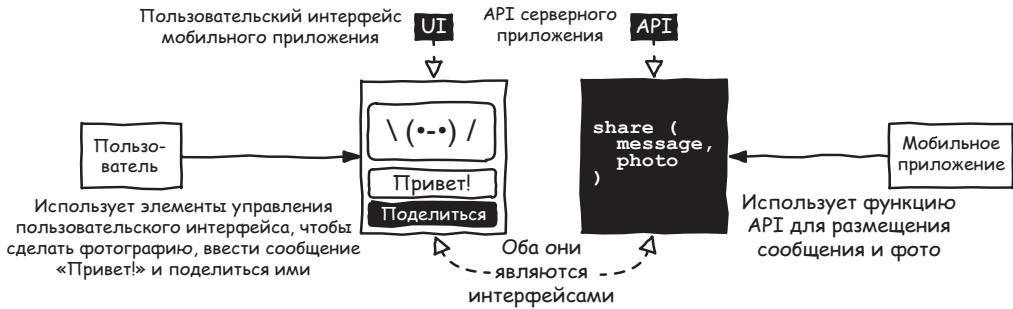 Пользовательский интерфейс
мобильного приложения
UI
API серверного
приложения
API
\ (•-•) /
Привет!
Поделиться
share (
message,
photo
)
Пользо-
ватель
Мобильное
приложение
Использует элементы управления
пользовательского интерфейса, чтобы
сделать фотографию, ввести сообщение
«Привет!» и поделиться ими
Оба они
являются
интерфейсами
Использует функцию
API для размещения
сообщения и фото